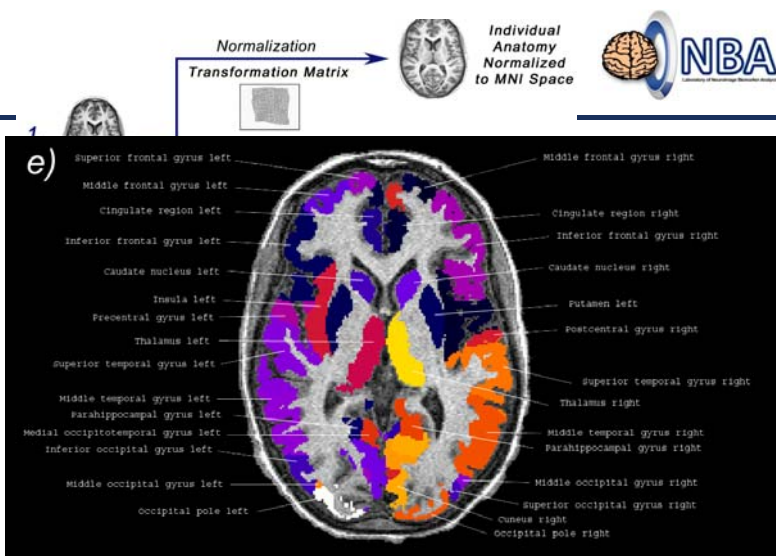 Normalization
Transformation Matrix
Individual
Anatomy
Normalized
to MNI Space
NBA
Laboratory of Neuroimage Biomarker Analysis
1
e)
Superior frontal gyrus left
Middle frontal gyrus left
Cingulate region left
Inferior frontal gyrus left
Caudate nucleus left
Insula left
Precentral gyrus left
Thalamus left
Superior temporal gyrus left
Middle temporal gyrus left
Parahippocampal gyrus left
Medial occipitotemporal gyrus left
Inferior occipital gyrus left
Middle occipital gyrus left
Occipital pole left
Middle frontal gyrus right
Cingulate region right
Inferior frontal gyrus right
Caudate nucleus right
Putamen left
Postcentral gyrus right
Superior temporal gyrus right
Thalamus right
Middle temporal gyrus right
Parahippocampal gyrus right
Middle occipital gyrus right
Superior occipital gyrus right
Cuneus right
Occipital pole right